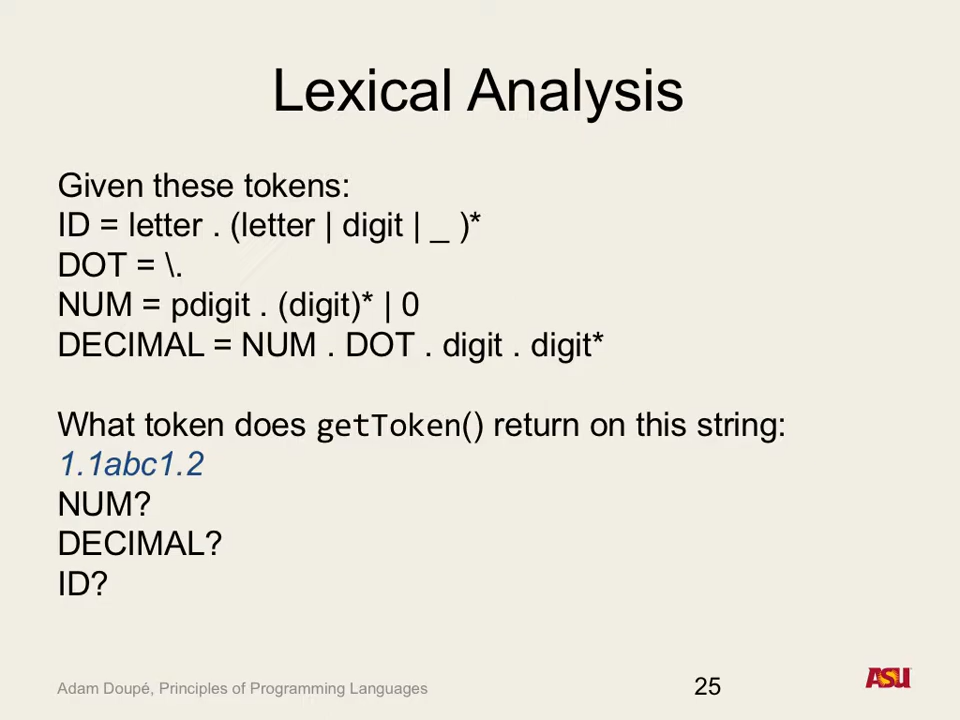 Lexical Analysis
Given these tokens:
ID = letter . (letter | digit | _ )*
DOT = \.
NUM = pdigit . (digit)* | 0
DECIMAL = NUM . DOT . digit . digit*
What token does getToken() return on this string:
1.1abc1.2
NUM?
DECIMAL?
ID?
Adam Doupé, Principles of Programming Languages
25
ASU